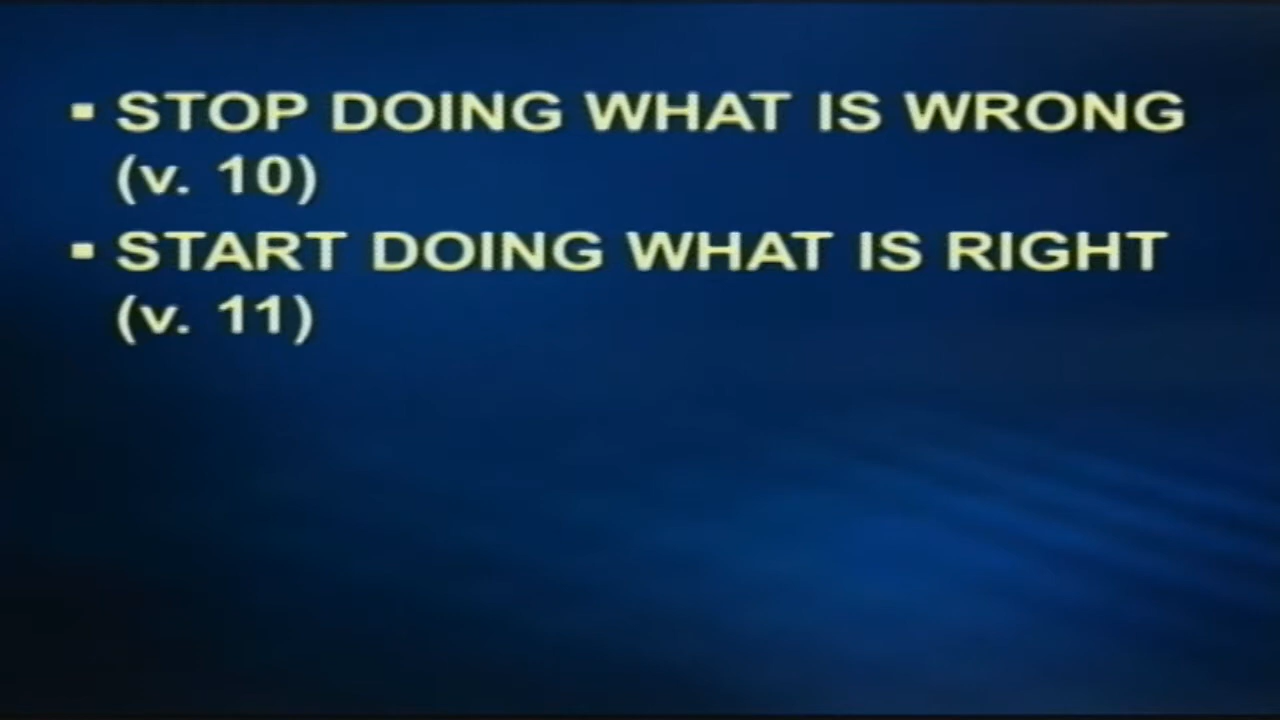 ▪ STOP DOING WHAT IS WRONG
(v. 10)
▪ START DOING WHAT IS RIGHT
(v. 11)